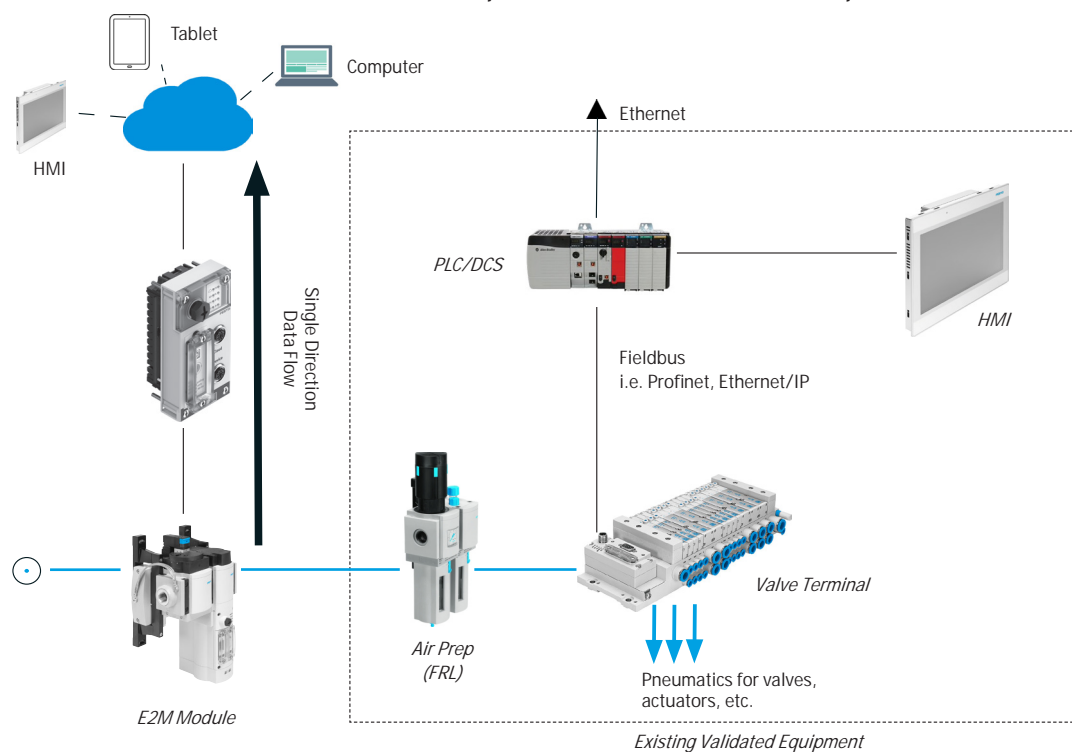 Tablet
Computer
HMI
Ethernet
PLC/DCS
HMI
Single Direction
Data Flow
Fieldbus
i.e. Profinet, Ethernet/IP
Valve Terminal
Air Prep
(FRL)
Pneumatics for valves,
actuators, etc.
E2M Module
Existing Validated Equipment